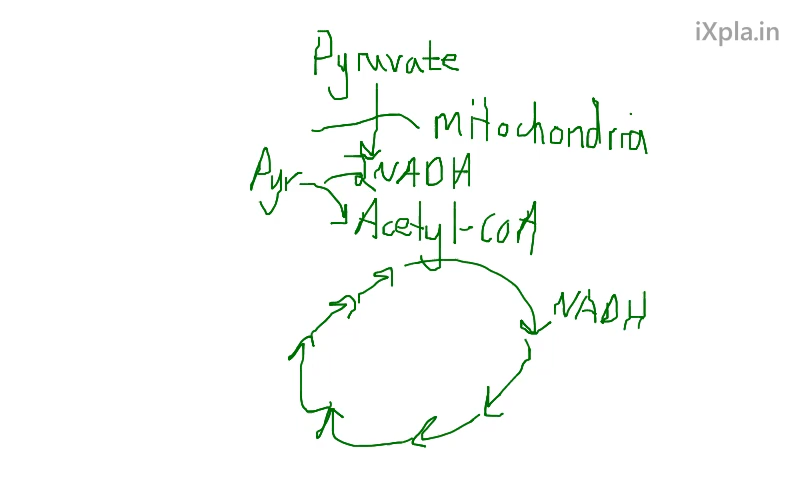 iXpla.in
Pyruvate
mitochondria
NADH
Pyr
Acetyl-CoA
NADH